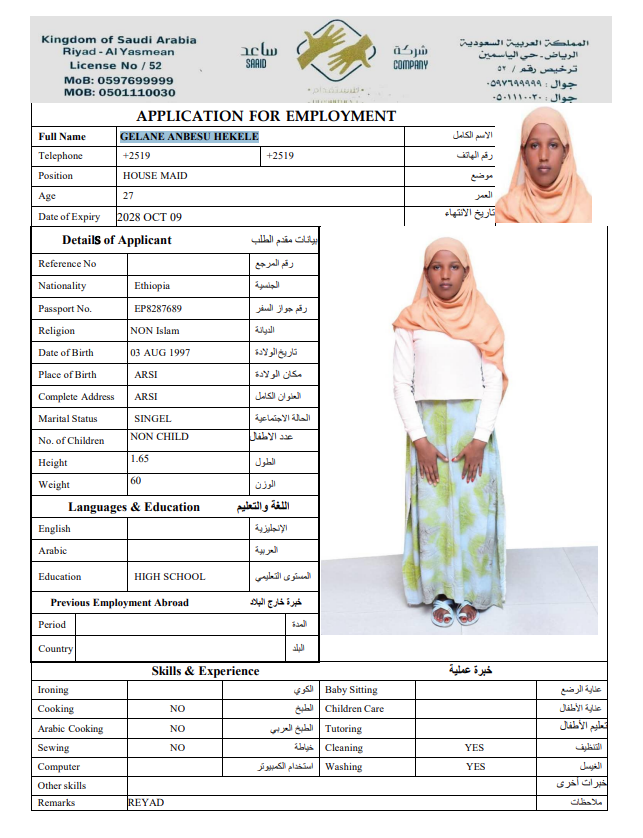 Kingdom of Saudi Arabia
Riyad - Al Yasmean
License No / 52
MoB: 0597699999
MOB: 0501110030
ساعد
SAAID
شركة
COMPANY
للاستقدام
المملكة العربية السعودية
الرياض ـ حي الياسمين
ترخيص رقم / ٥٢
جوال : ٠٥٩٧٦٩٩٩٩٩
جوال : ٠٥٠١١١٠٠٣٠
APPLICATION FOR EMPLOYMENT
Full Name GELANE ANBESU HEKELE الاسم الكامل
Telephone +2519 +2519 رقم الهاتف
Position HOUSE MAID موضع
Age 27 العمر
Date of Expiry 2028 OCT 09 تاريخ الانتهاء
Details of Applicant بيانات مقدم الطلب
Reference No رقم المرجع
Nationality Ethiopia الجنسية
Passport No. EP8287689 رقم جواز السفر
Religion NON Islam الديانة
Date of Birth 03 AUG 1997 تاريخ الولادة
Place of Birth ARSI مكان الولادة
Complete Address ARSI العنوان الكامل
Marital Status SINGEL الحالة الاجتماعية
No. of Children NON CHILD عدد الاطفال
Height 1.65 الطول
Weight 60 الوزن
Languages & Education اللغة والتعليم
English الإنجليزية
Arabic العربية
Education HIGH SCHOOL المستوى التعليمي
Previous Employment Abroad خبرة خارج البلاد
Period المدة
Country البلد
Skills & Experience خبرة عملية
Ironing الكوي Baby Sitting عناية الرضع
Cooking NO الطبخ Children Care عناية الأطفال
Arabic Cooking NO الطبخ العربي Tutoring تعليم الأطفال
Sewing NO خياطة Cleaning YES التنظيف
Computer استخدام الكمبيوتر Washing YES الغسيل
Other skills خبرات أخرى
Remarks REYAD ملاحظات